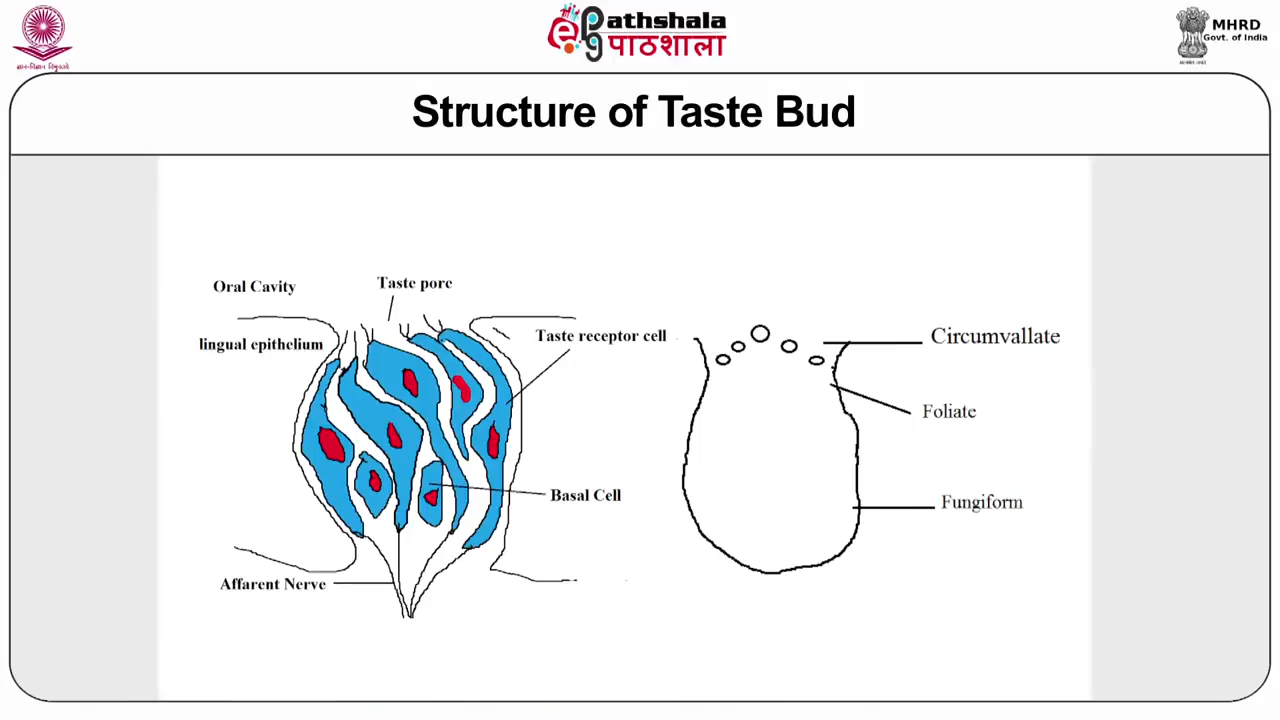 ePathshala
पाठशाला
MHRD
Govt. of India
Structure of Taste Bud
Oral Cavity
Taste pore
lingual epithelium
Taste receptor cell
Basal Cell
Affarent Nerve
Circumvallate
Foliate
Fungiform